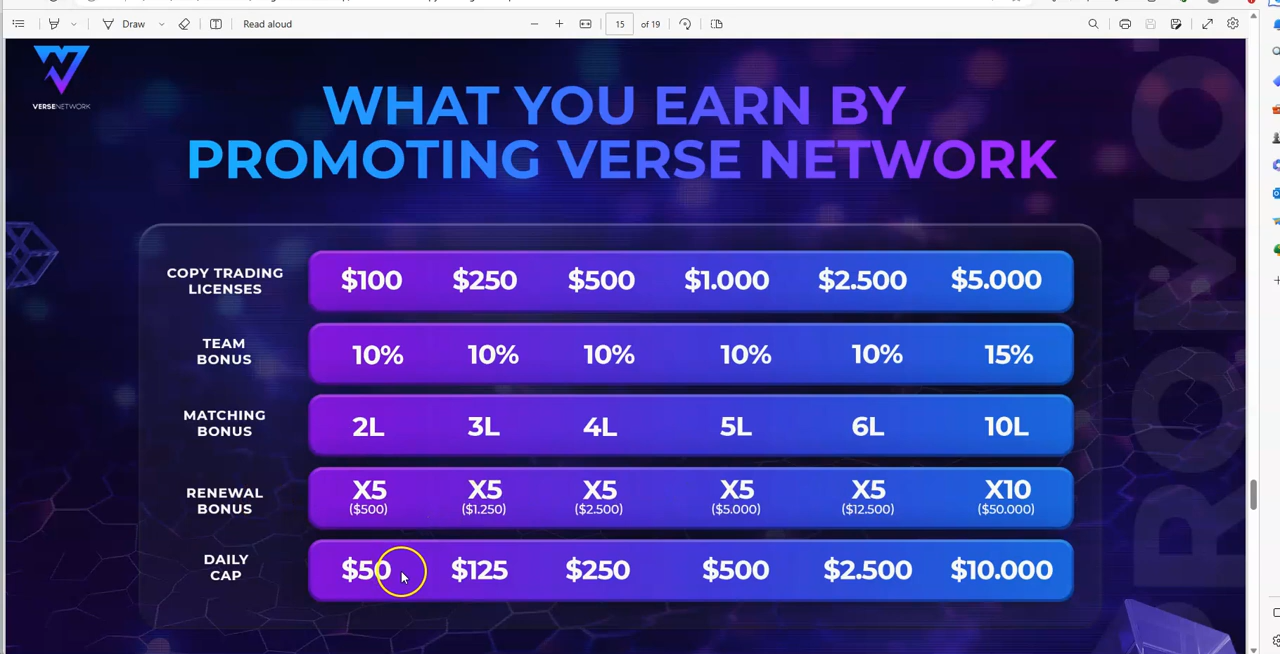 Draw
Read aloud
15
of 19
VERSENETWORK
WHAT YOU EARN BY
PROMOTING VERSE NETWORK
COPY TRADING
LICENSES
$100 $250 $500 $1.000 $2.500 $5.000
TEAM
BONUS
10% 10% 10% 10% 10% 15%
MATCHING
BONUS
2L 3L 4L 5L 6L 10L
RENEWAL
BONUS
X5 X5 X5 X5 X5 X10
($500) ($1.250) ($2.500) ($5.000) ($12.500) ($50.000)
DAILY
CAP
$50 $125 $250 $500 $2.500 $10.000